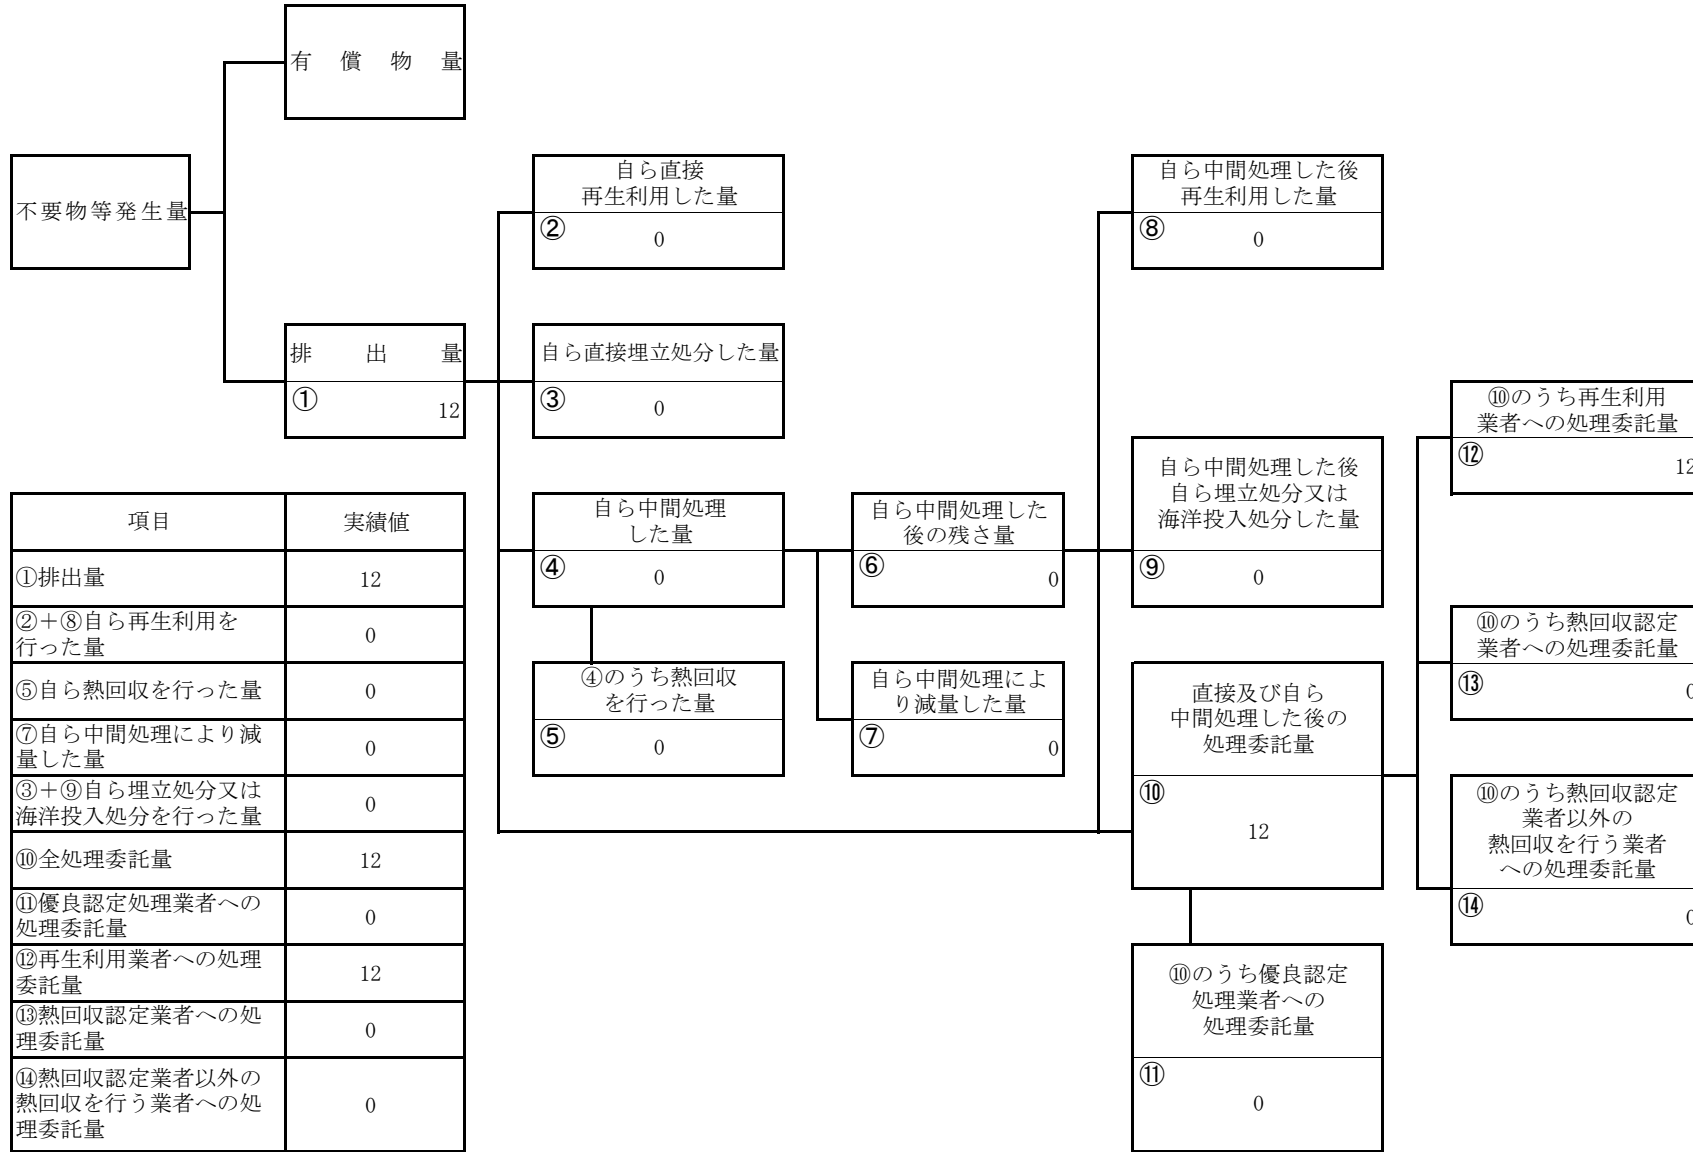 有償物量
不要物等発生量
自ら直接
再生利用した量
②
0
自ら中間処理した後
再生利用した量
⑧
0
排出量
①
12
自ら直接埋立処分した量
③
0
⑩のうち再生利用
業者への処理委託量
⑫
12
自ら中間処理
した量
④
0
自ら中間処理した
後の残さ量
⑥
0
自ら中間処理した後
自ら埋立処分又は
海洋投入処分した量
⑨
0
⑩のうち熱回収認定
業者への処理委託量
⑬
0
④のうち熱回収
を行った量
⑤
0
自ら中間処理によ
り減量した量
⑦
0
直接及び自ら
中間処理した後の
処理委託量
⑩
12
⑩のうち熱回収認定
業者以外の
熱回収を行う業者
への処理委託量
⑭
0
⑩のうち優良認定
処理業者への
処理委託量
⑪
0
項目 実績値
①排出量 12
②+⑧自ら再生利用を
行った量 0
⑤自ら熱回収を行った量 0
⑦自ら中間処理により減
量した量 0
③+⑨自ら埋立処分又は
海洋投入処分を行った量 0
⑩全処理委託量 12
⑪優良認定処理業者への
処理委託量 0
⑫再生利用業者への処理
委託量 12
⑬熱回収認定業者への処
理委託量 0
⑭熱回収認定業者以外の
熱回収を行う業者への処
理委託量 0